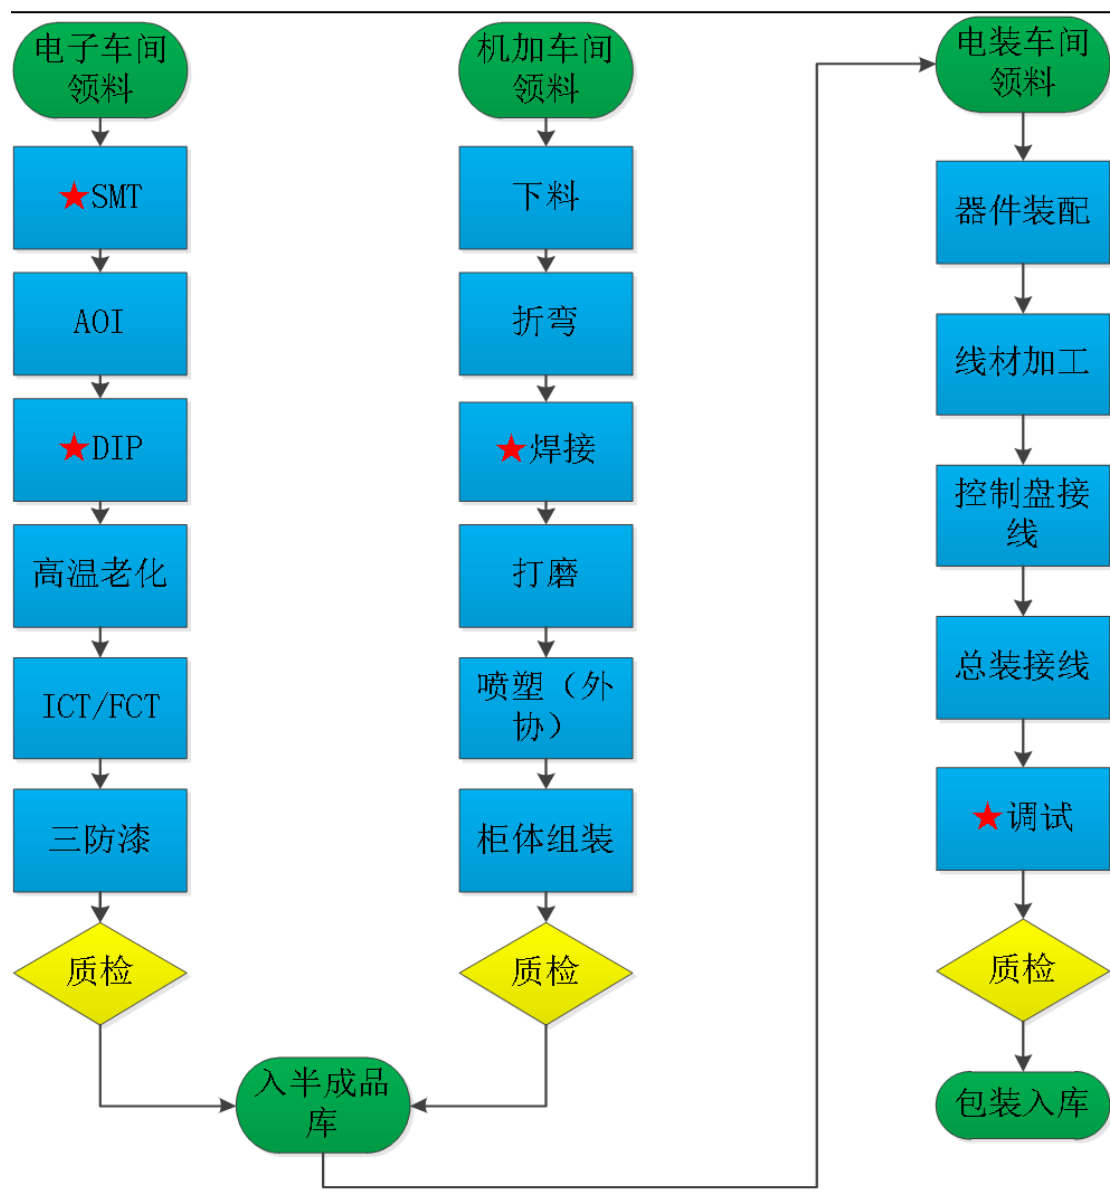 电子车间
领料
★SMT
AOI
★DIP
高温老化
ICT/FCT
三防漆
质检
机加车间
领料
下料
折弯
★焊接
打磨
喷塑（外
协）
柜体组装
质检
入半成品
库
电装车间
领料
器件装配
线材加工
控制盘接
线
总装接线
★调试
质检
包装入库